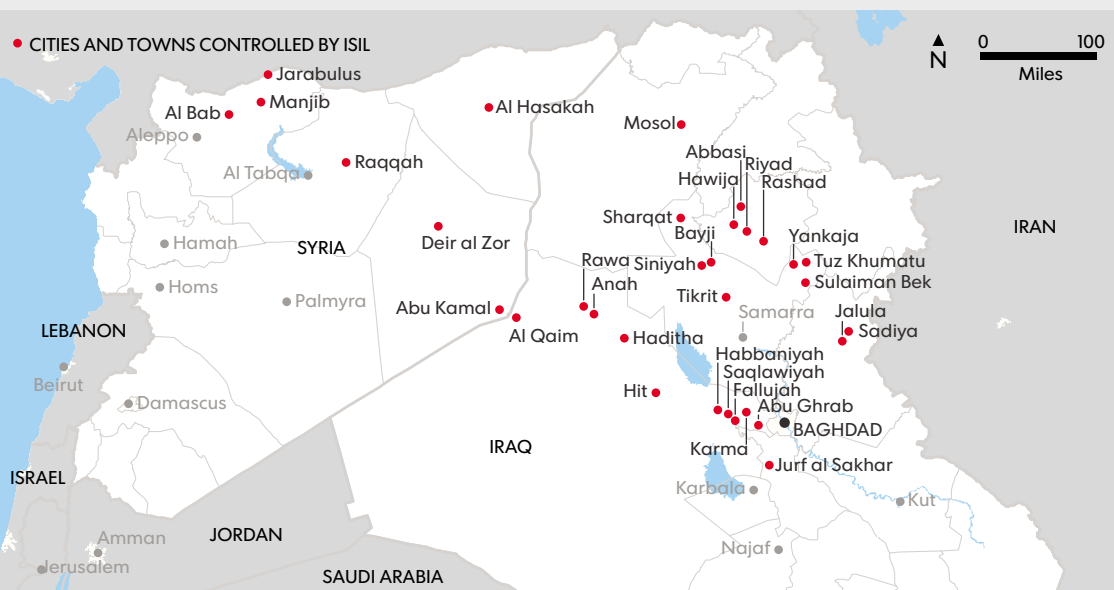 CITIES AND TOWNS CONTROLLED BY ISIL
N
0 100
Miles
Jarabulus
Manjib
Al Bab
Al Hasakah
Aleppo
Mosol
Abbasi
Riyad
Raqqah
Al Tabqa
Hawija
Rashad
Sharqat
IRAN
Bayji
Yankaja
Hamah
SYRIA
Deir al Zor
Rawa
Siniyah
Tuz Khumatu
Anah
Sulaiman Bek
Homs
Palmyra
Tikrit
Abu Kamal
Samarra
Jalula
LEBANON
Al Qaim
Haditha
Sadiya
Habbaniyah
Saqlawiyah
Beirut
Hit
Fallujah
Damascus
Abu Ghrab
BAGHDAD
IRAQ
Karma
Jurf al Sakhar
ISRAEL
Karbala
Kut
JORDAN
Amman
Najaf
Jerusalem
SAUDI ARABIA